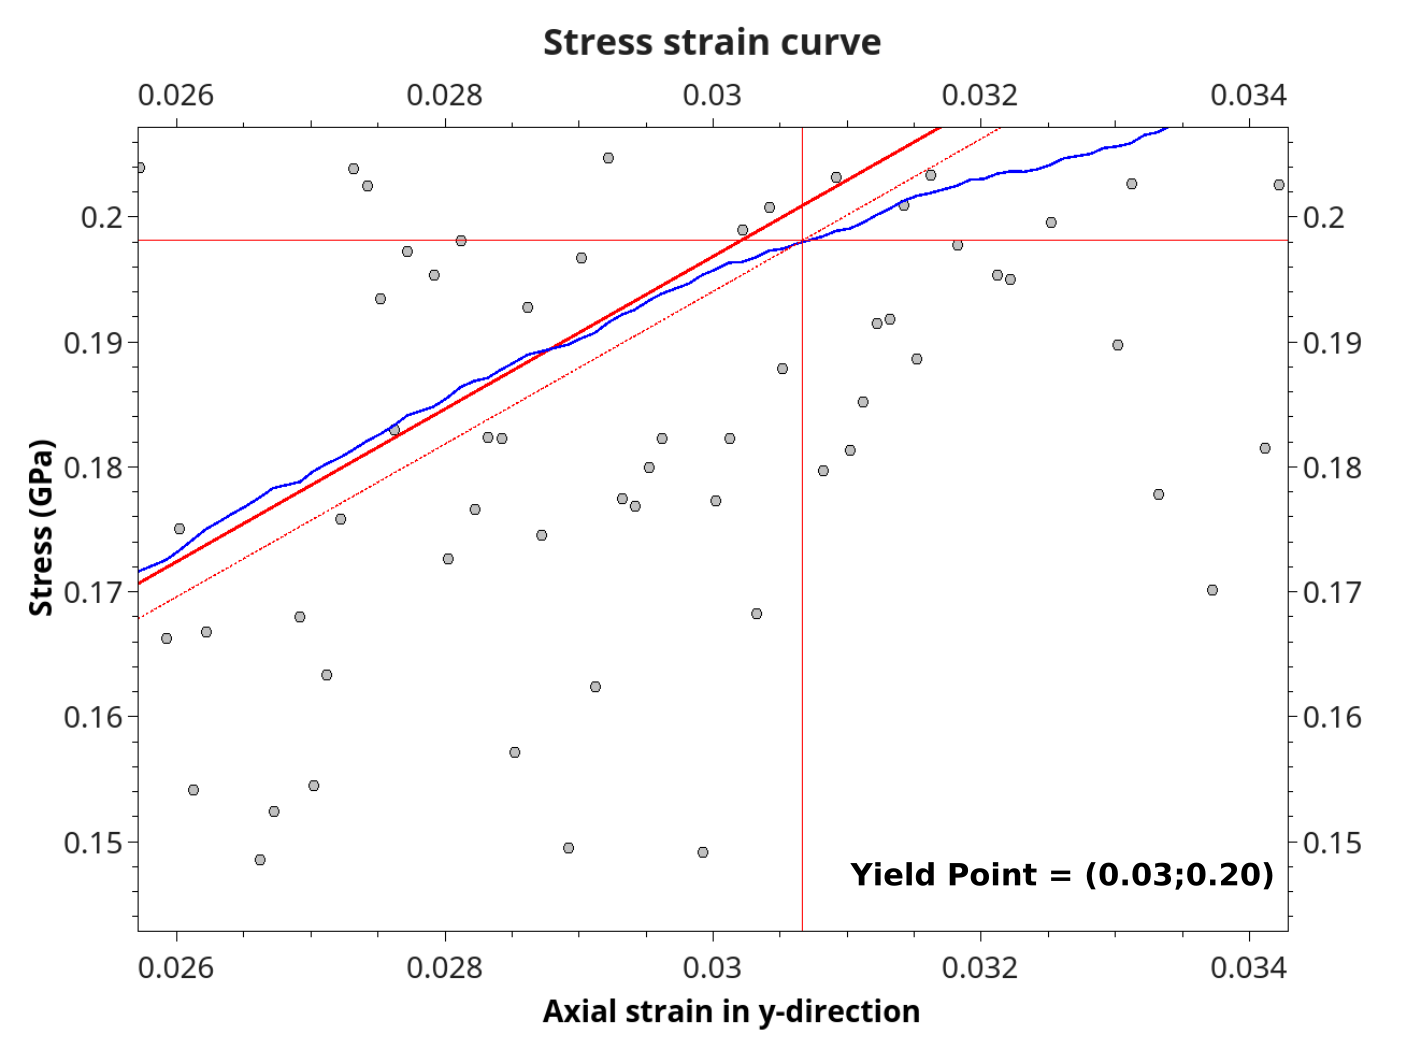 Stress strain curve
0.026 0.028 0.03 0.032 0.034
0.2 0.2
0.19 0.19
0.18 0.18
0.17 0.17
0.16 0.16
0.15 0.15
Stress (GPa)
Yield Point = (0.03;0.20)
0.026 0.028 0.03 0.032 0.034
Axial strain in y-direction